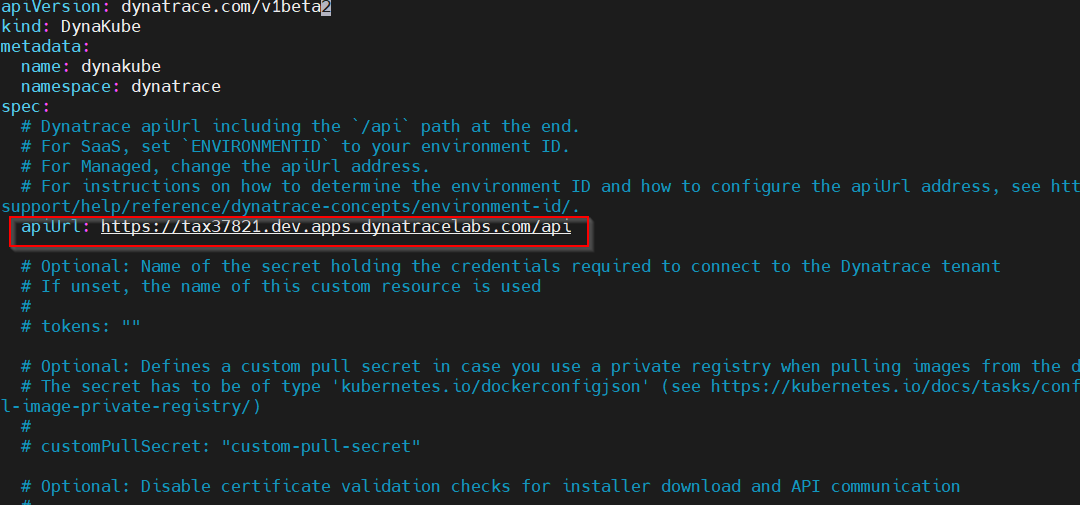 apiVersion: dynatrace.com/v1beta2
kind: DynaKube
metadata:
  name: dynakube
  namespace: dynatrace
spec:
  # Dynatrace apiUrl including the `/api` path at the end.
  # For SaaS, set `ENVIRONMENTID` to your environment ID.
  # For Managed, change the apiUrl address.
  # For instructions on how to determine the environment ID and how to configure the apiUrl address, see htt
support/help/reference/dynatrace-concepts/environment-id/.
  apiUrl: https://tax37821.dev.apps.dynatracelabs.com/api
  # Optional: Name of the secret holding the credentials required to connect to the Dynatrace tenant
  # If unset, the name of this custom resource is used
  #
  # tokens: ""
  # Optional: Defines a custom pull secret in case you use a private registry when pulling images from the d
  # The secret has to be of type 'kubernetes.io/dockerconfigjson' (see https://kubernetes.io/docs/tasks/conf
l-image-private-registry/)
  #
  # customPullSecret: "custom-pull-secret"
  # Optional: Disable certificate validation checks for installer download and API communication
  #